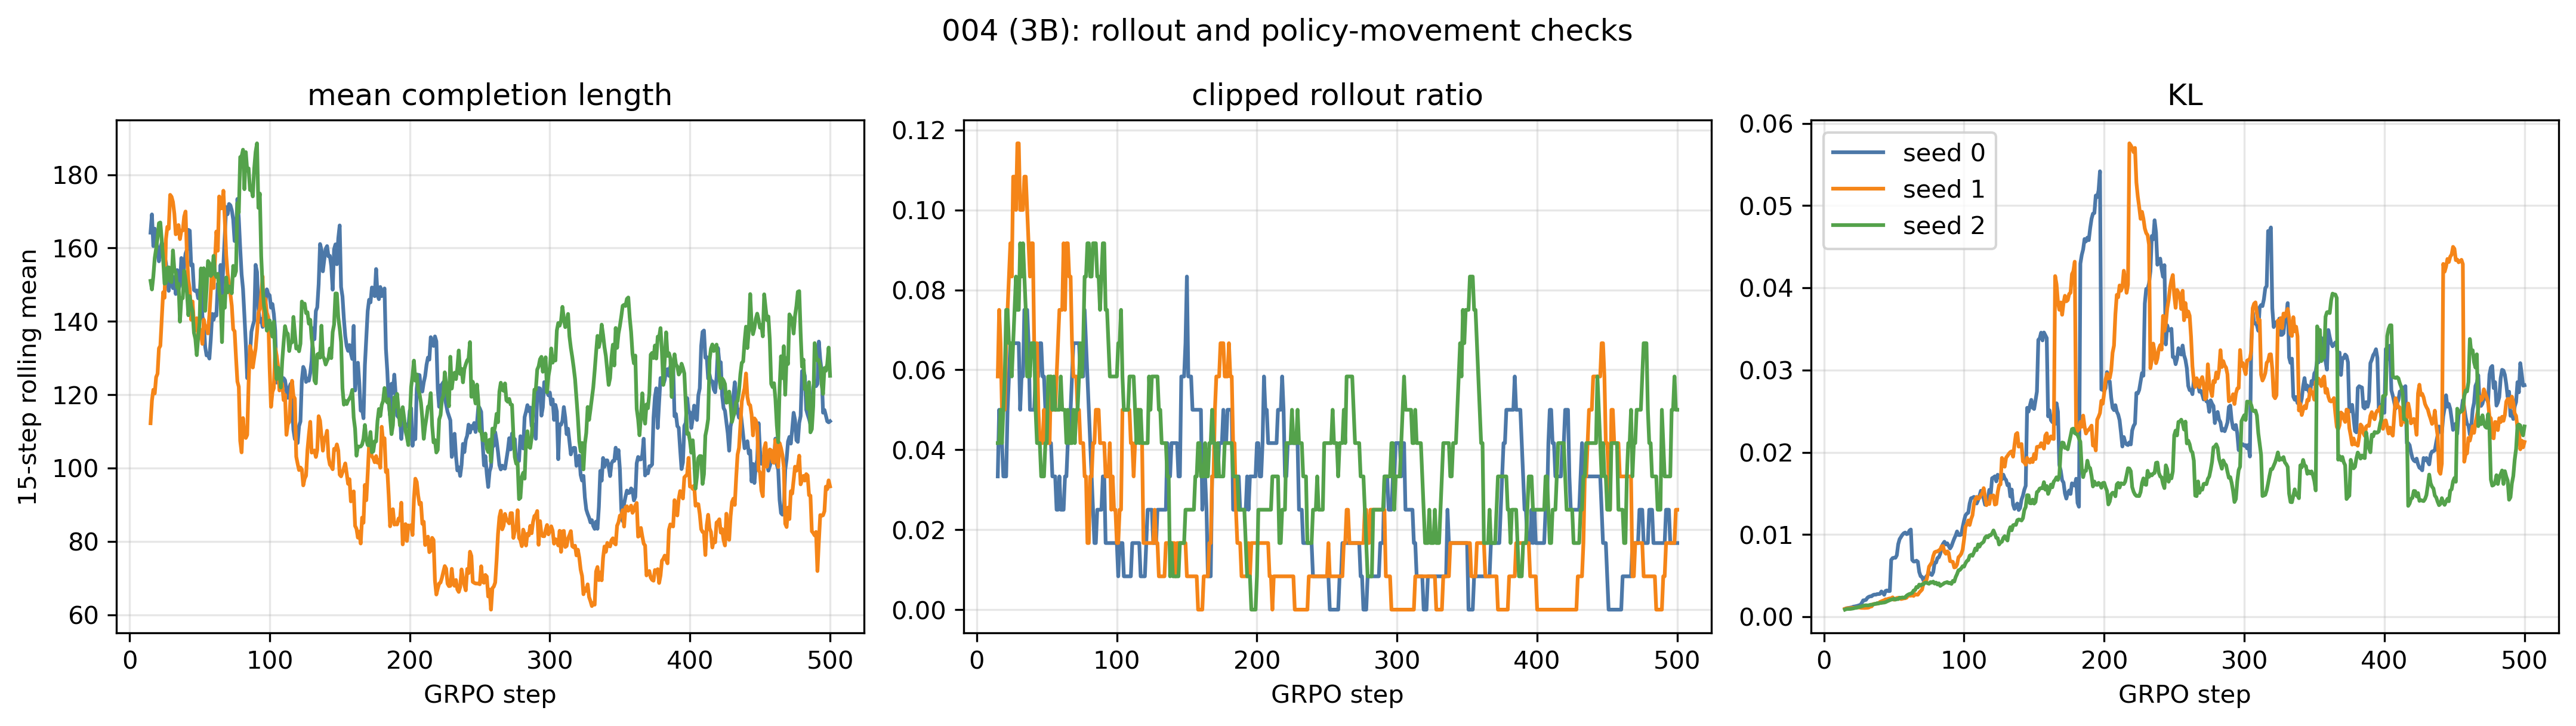 004 (3B): rollout and policy-movement checks
mean completion length
15-step rolling mean
180
160
140
120
100
80
60
0 100 200 300 400 500
GRPO step
clipped rollout ratio
0.12
0.10
0.08
0.06
0.04
0.02
0.00
0 100 200 300 400 500
GRPO step
KL
0.06
0.05
0.04
0.03
0.02
0.01
0.00
seed 0
seed 1
seed 2
0 100 200 300 400 500
GRPO step